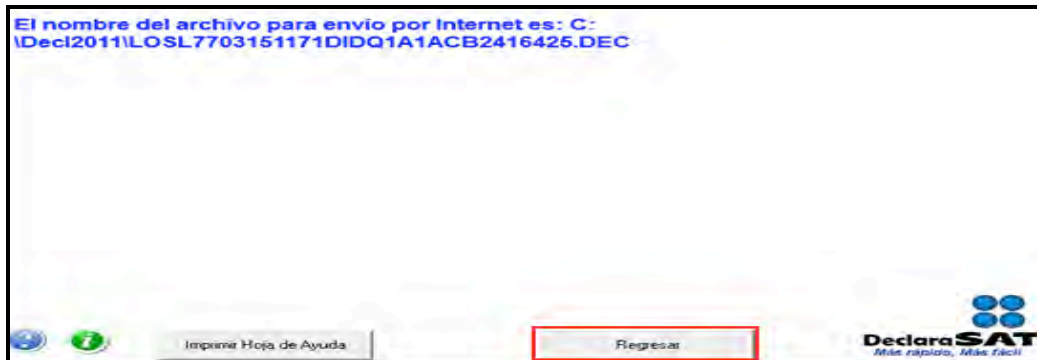 El nombre del archivo para envío por Internet es: C:
\Decl2011\LOSL7703151171DIDQ1A1ACB2416425.DEC
Imprimir Hoja de Ayuda
Regresar
DeclaraSAT
Más rápido, Más fácil